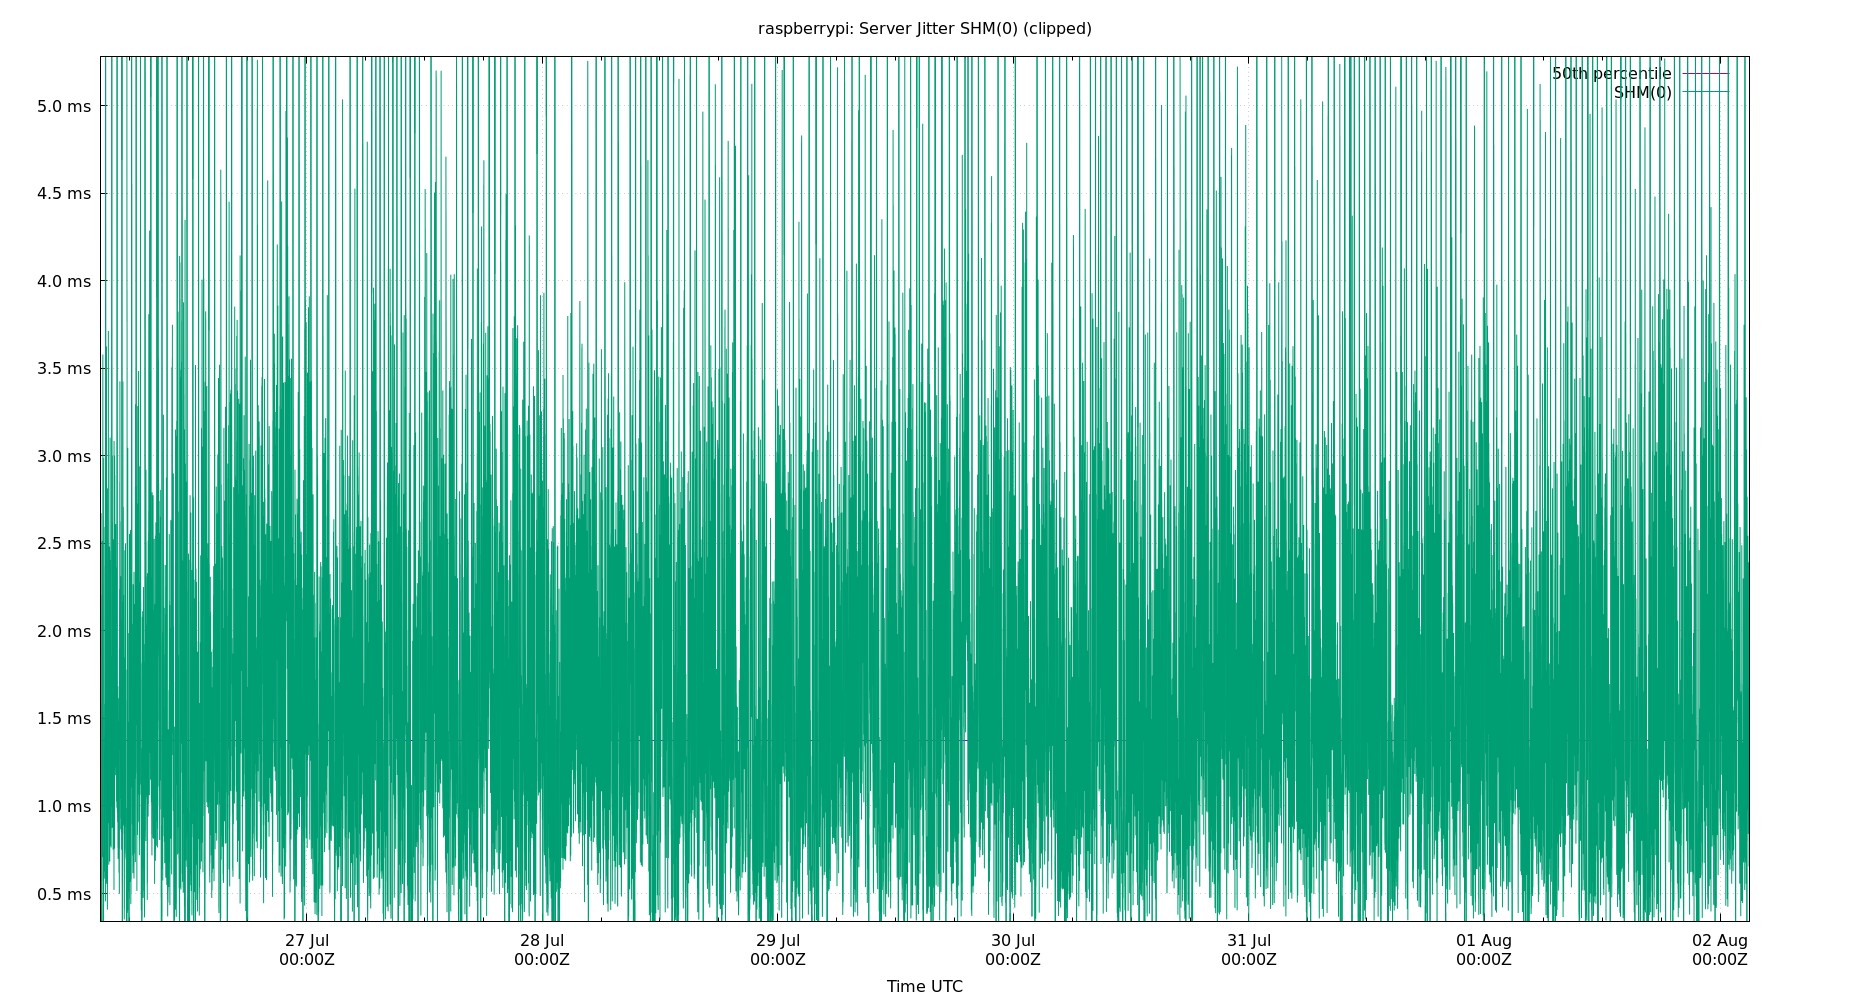 raspberrypi: Server Jitter SHM(0) (clipped)
50th percentile
SHM(0)
5.0 ms
4.5 ms
4.0 ms
3.5 ms
3.0 ms
2.5 ms
2.0 ms
1.5 ms
1.0 ms
0.5 ms
27 Jul 28 Jul 29 Jul 30 Jul 31 Jul 01 Aug 02 Aug
00:00Z 00:00Z 00:00Z 00:00Z 00:00Z 00:00Z 00:00Z
Time UTC